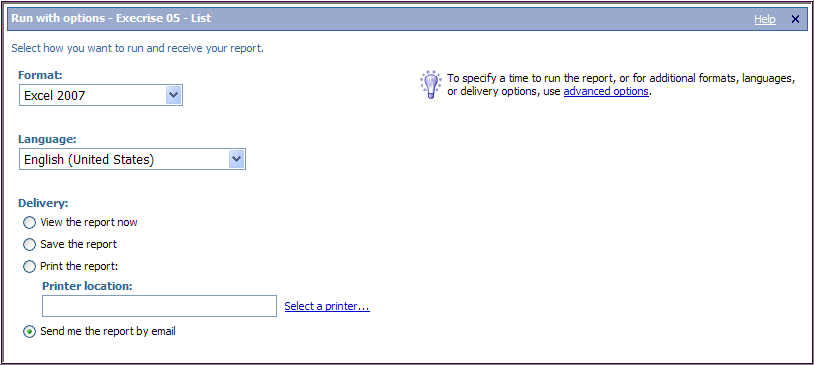 Run with options - Execrise 05 - List
Help
Select how you want to run and receive your report.
Format:
Excel 2007
To specify a time to run the report, or for additional formats, languages,
or delivery options, use advanced options.
Language:
English (United States)
Delivery:
View the report now
Save the report
Print the report:
Printer location:
Select a printer...
Send me the report by email